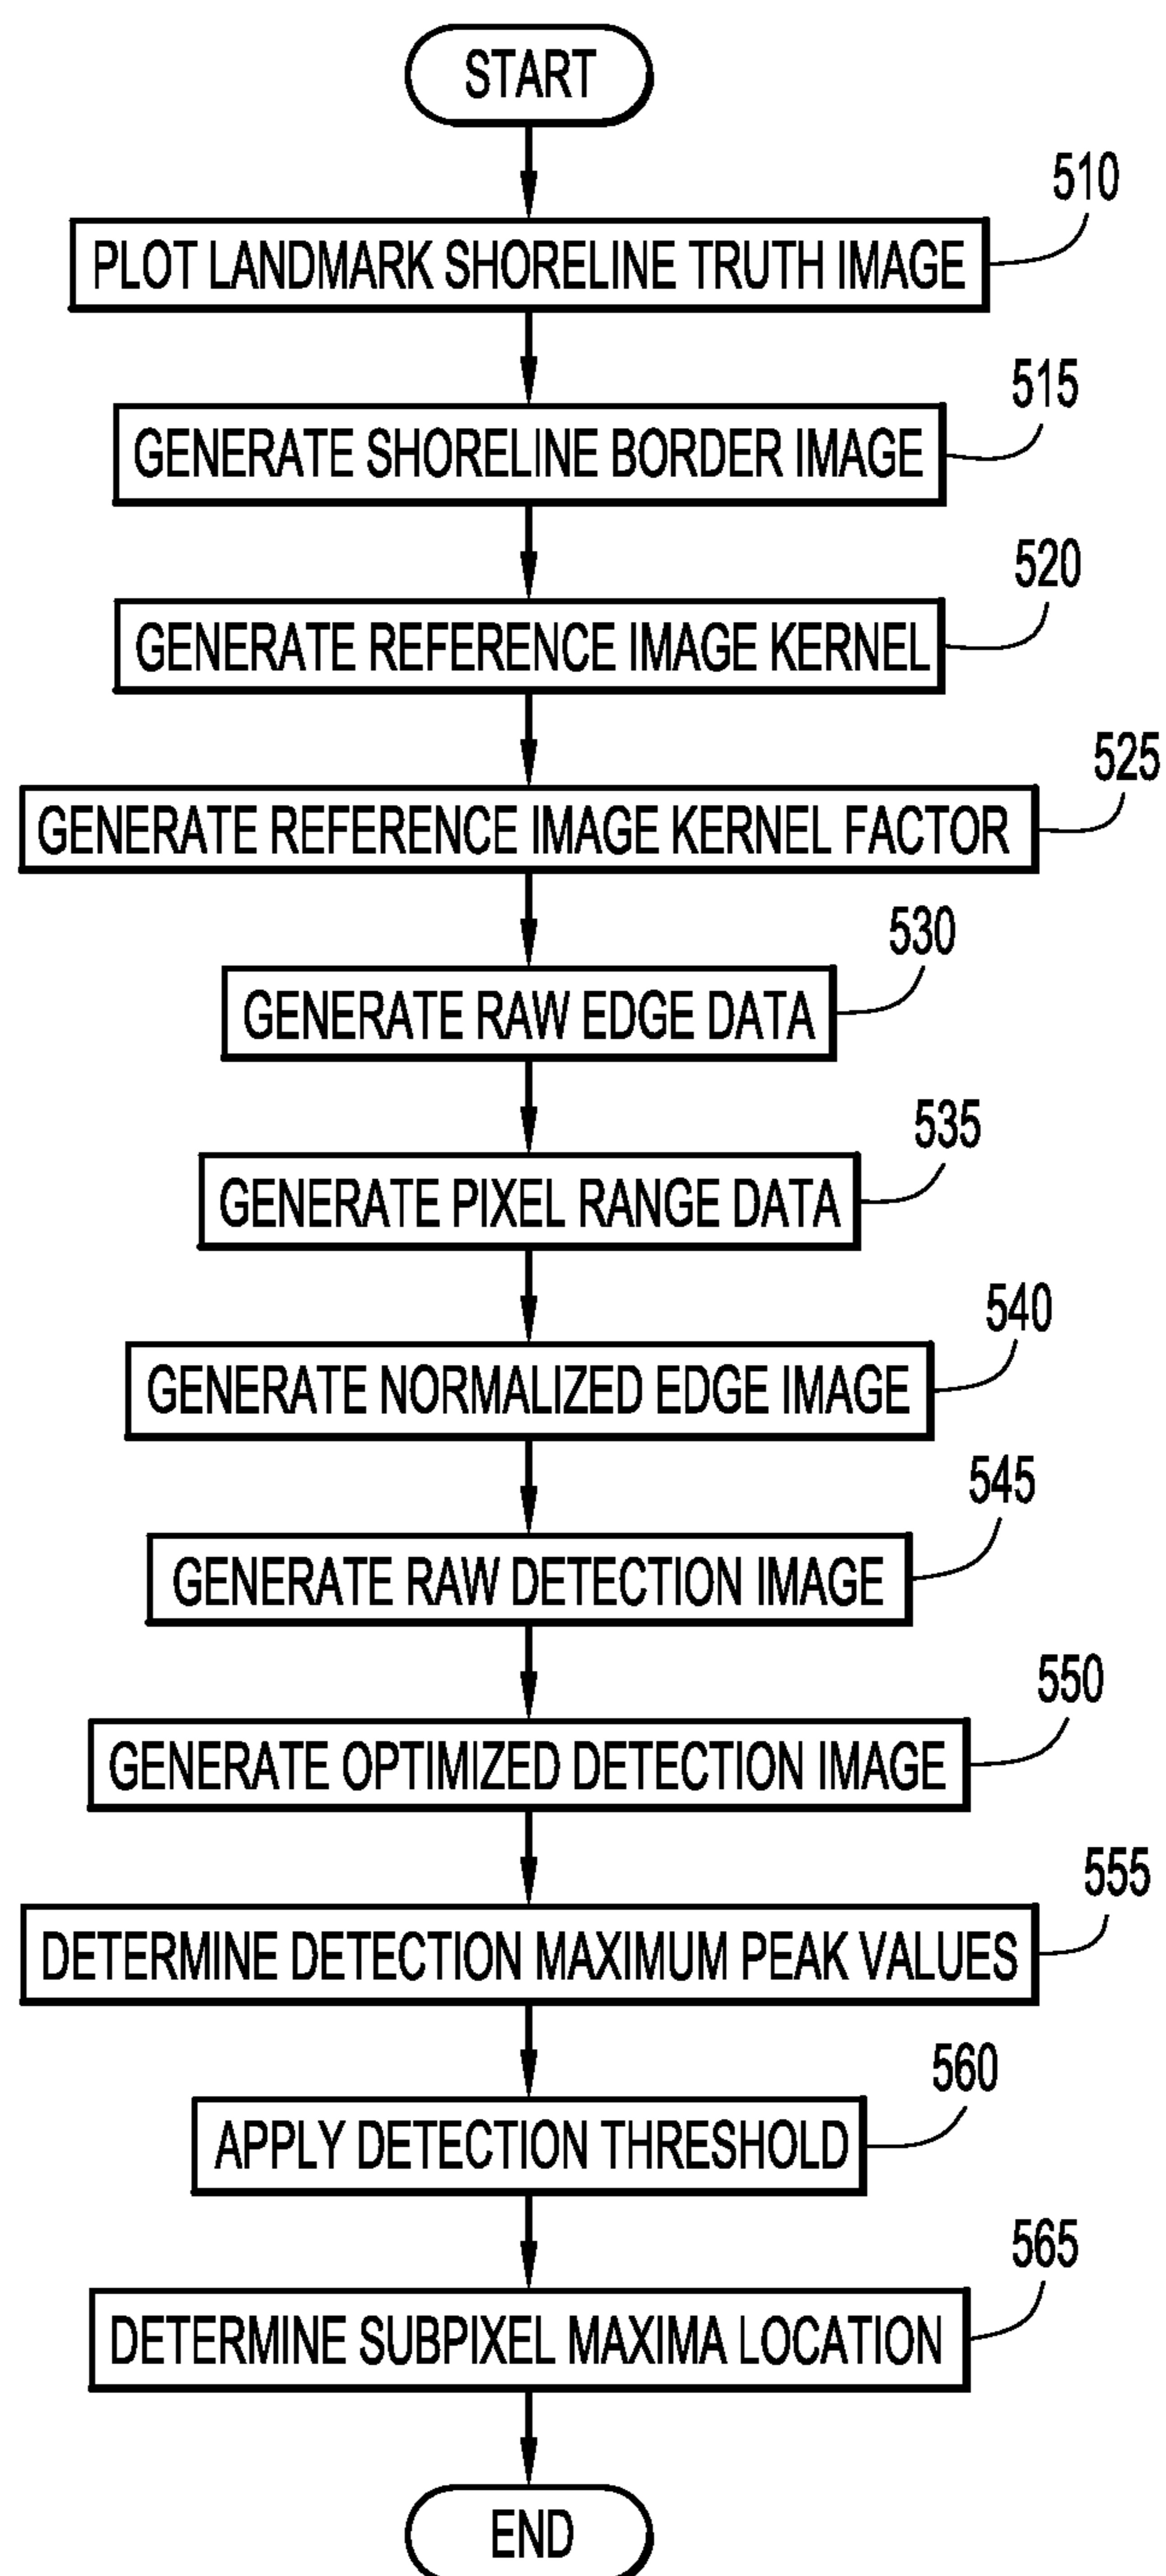 START
510
PLOT LANDMARK SHORELINE TRUTH IMAGE
515
GENERATE SHORELINE BORDER IMAGE
520
GENERATE REFERENCE IMAGE KERNEL
525
GENERATE REFERENCE IMAGE KERNEL FACTOR
530
GENERATE RAW EDGE DATA
535
GENERATE PIXEL RANGE DATA
540
GENERATE NORMALIZED EDGE IMAGE
545
GENERATE RAW DETECTION IMAGE
550
GENERATE OPTIMIZED DETECTION IMAGE
555
DETERMINE DETECTION MAXIMUM PEAK VALUES
560
APPLY DETECTION THRESHOLD
565
DETERMINE SUBPIXEL MAXIMA LOCATION
END